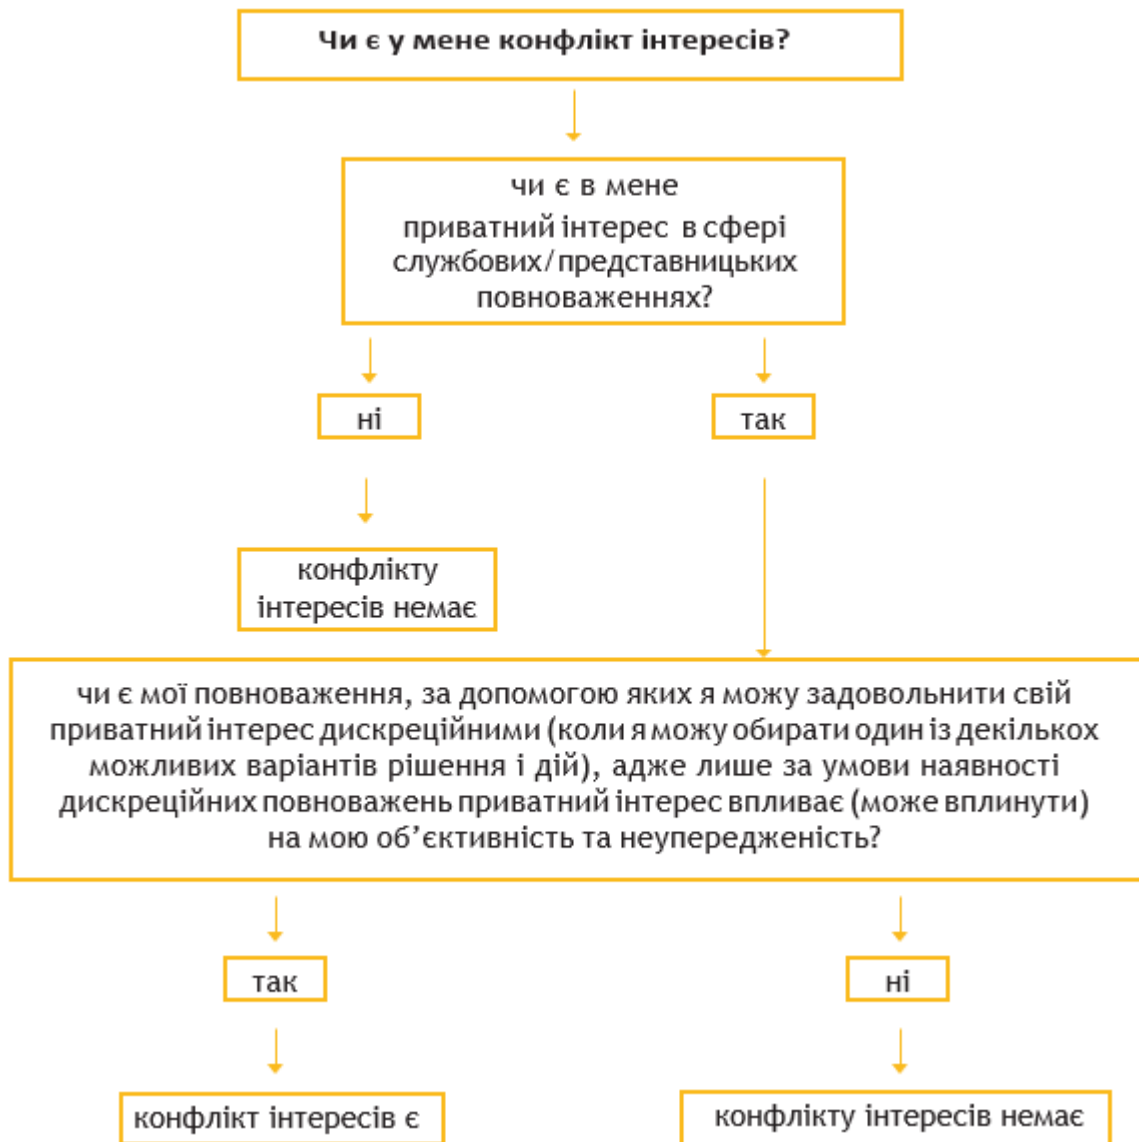 Чи є у мене конфлікт інтересів?
чи є в мене
приватний інтерес в сфері
службових/представницьких
повноваженнях?
ні
так
конфлікту
інтересів немає
чи є мої повноваження, за допомогою яких я можу задовольнити свій
приватний інтерес дискреційними (коли я можу обирати один із декількох
можливих варіантів рішення і дій), адже лише за умови наявності
дискреційних повноважень приватний інтерес впливає (може вплинути)
на мою об’єктивність та неупередженість?
так
ні
конфлікт інтересів є
конфлікту інтересів немає